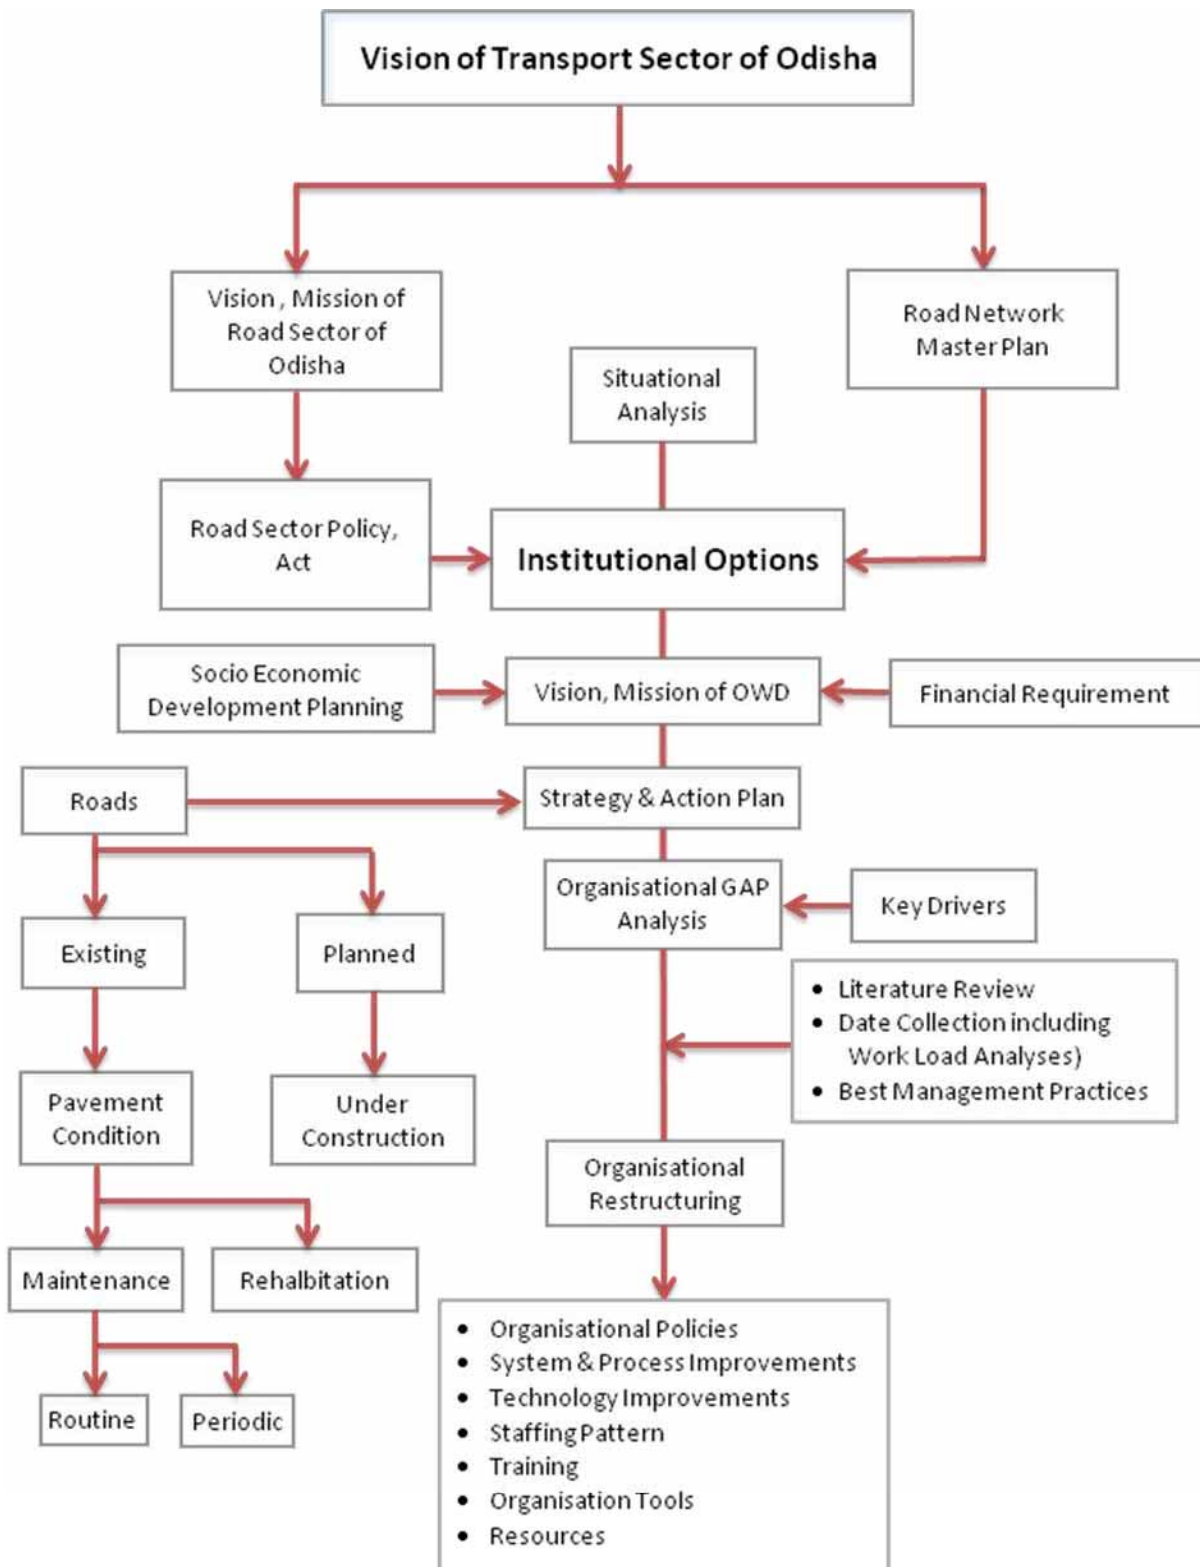 Vision of Transport Sector of Odisha
Vision , Mission of
Road Sector of
Odisha
Road Network
Master Plan
Situational
Analysis
Road Sector Policy,
Act
Institutional Options
Socio Economic
Development Planning
Vision, Mission of OWD
Financial Requirement
Roads
Strategy & Action Plan
Organisational GAP
Analysis
Key Drivers
Existing
Planned
• Literature Review
• Date Collection including
Work Load Analyses)
• Best Management Practices
Pavement
Condition
Under
Construction
Organisational
Restructuring
Maintenance
Rehalbitation
• Organisational Policies
• System & Process Improvements
• Technology Improvements
• Staffing Pattern
• Training
• Organisation Tools
• Resources
Routine
Periodic